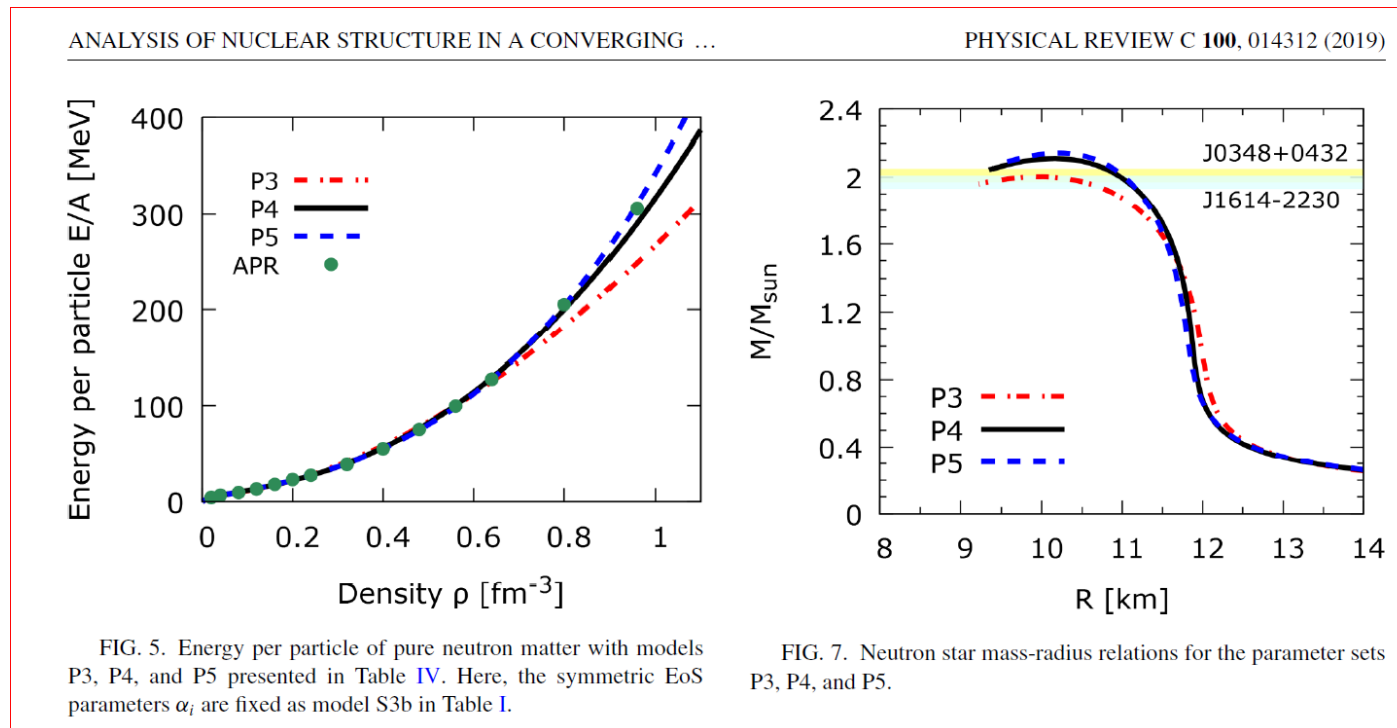 ANALYSIS OF NUCLEAR STRUCTURE IN A CONVERGING …
PHYSICAL REVIEW C 100, 014312 (2019)
Energy per particle E/A [MeV]
400
300
200
100
0
P3
P4
P5
APR
0 0.2 0.4 0.6 0.8 1
Density ρ [fm⁻³]
FIG. 5. Energy per particle of pure neutron matter with models
P3, P4, and P5 presented in Table IV. Here, the symmetric EoS
parameters αᵢ are fixed as model S3b in Table I.
M/Mₛᵤₙ
2.4
2
1.6
1.2
0.8
0.4
0
J0348+0432
J1614-2230
P3
P4
P5
8 9 10 11 12 13 14
R [km]
FIG. 7. Neutron star mass-radius relations for the parameter sets
P3, P4, and P5.